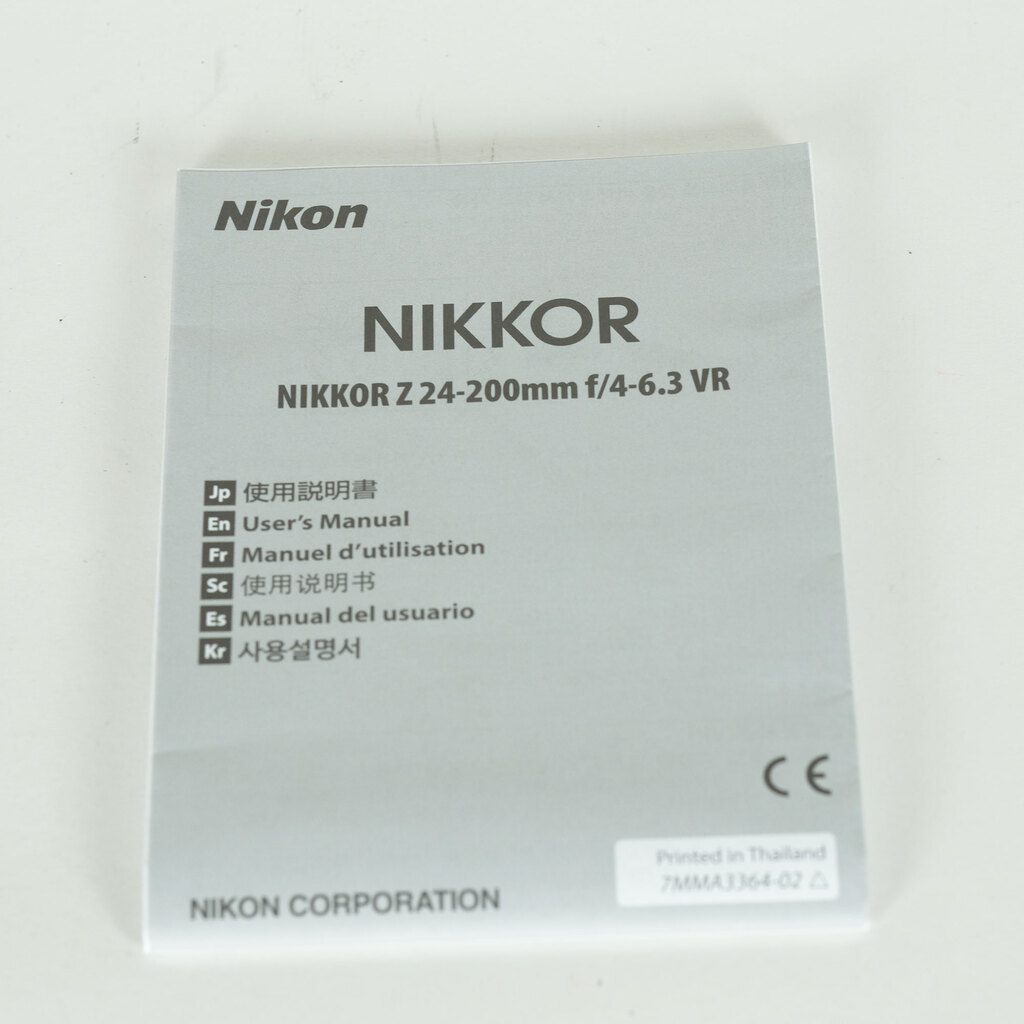 Nikon
NIKKOR
NIKKOR Z 24-200mm f/4-6.3 VR
Jp 使用説明書
En User's Manual
Fr Manuel d'utilisation
Sc 使用说明书
Es Manual del usuario
Kr 사용설명서
CE
Printed in Thailand
7MMA3364-02 △
NIKON CORPORATION